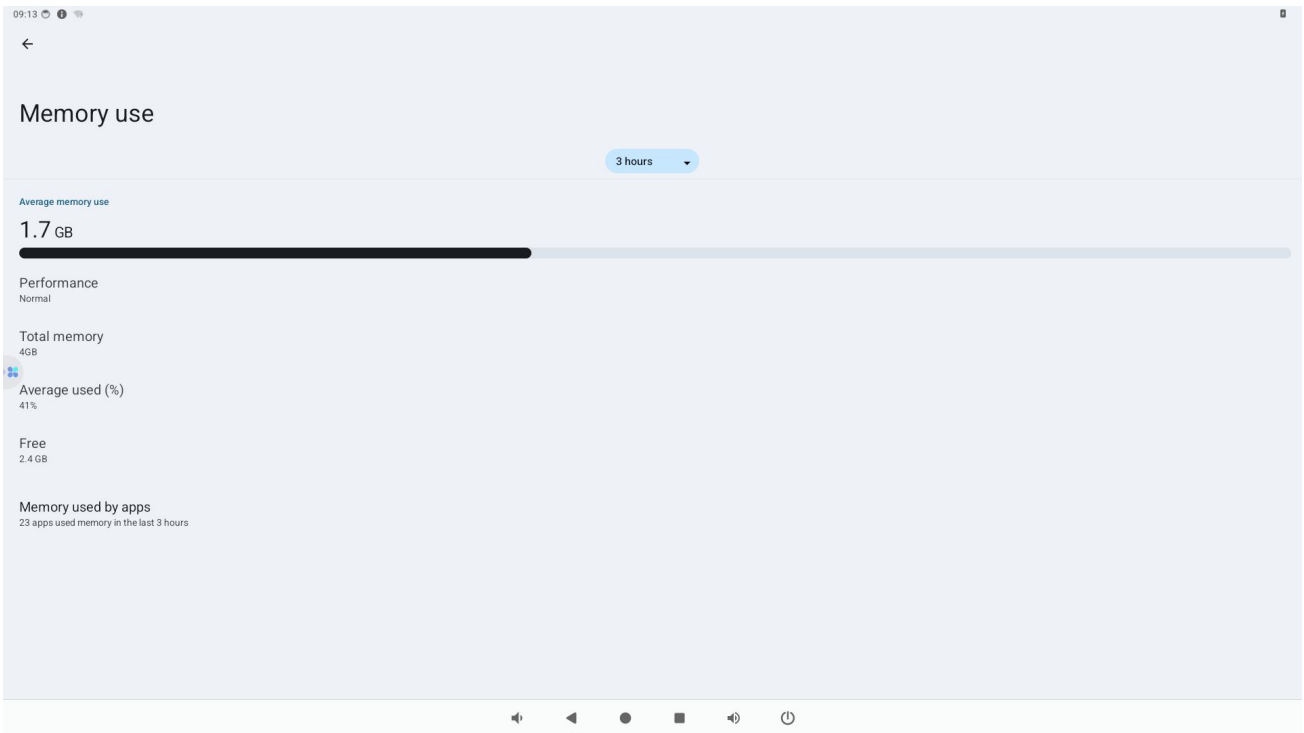 09:13
Memory use
3 hours
Average memory use
1.7 GB
Performance
Normal
Total memory
4GB
Average used (%)
41%
Free
2.4 GB
Memory used by apps
23 apps used memory in the last 3 hours